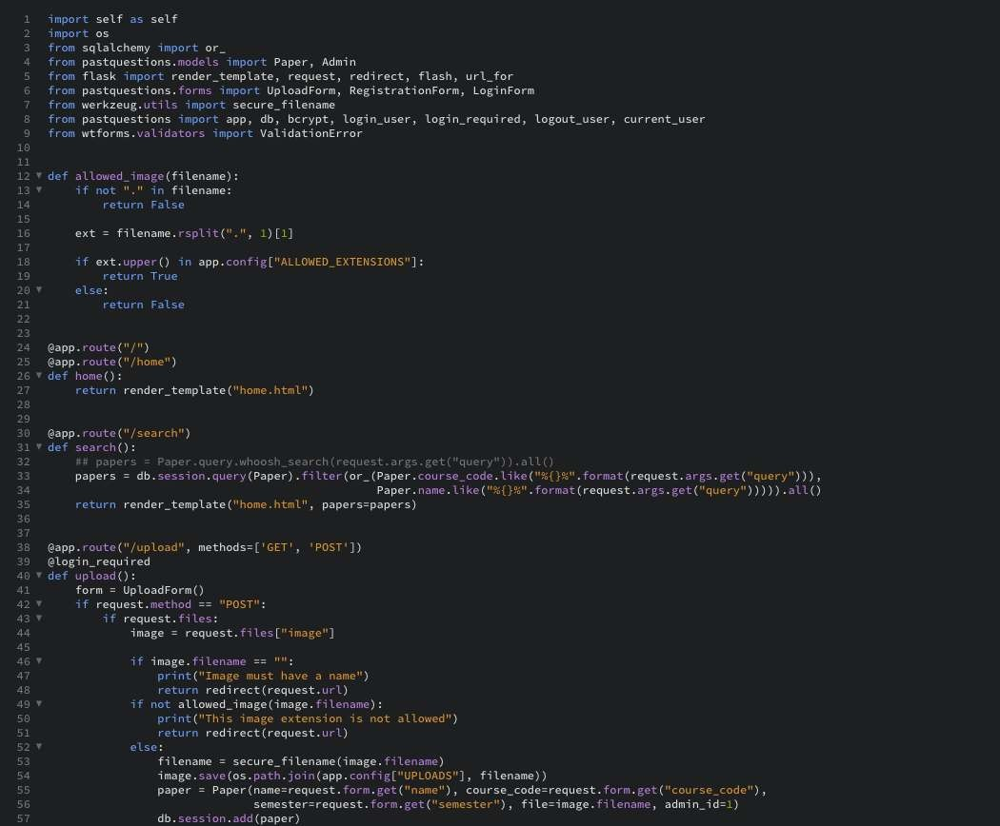 1 import self as self
2 import os
3 from sqlalchemy import or_
4 from pastquestions.models import Paper, Admin
5 from flask import render_template, request, redirect, flash, url_for
6 from pastquestions.forms import UploadForm, RegistrationForm, LoginForm
7 from werkzeug.utils import secure_filename
8 from pastquestions import app, db, bcrypt, login_user, login_required, logout_user, current_user
9 from wtforms.validators import ValidationError
10
11
12 def allowed_image(filename):
13     if not "." in filename:
14         return False
15
16     ext = filename.rsplit(".", 1)[1]
17
18     if ext.upper() in app.config["ALLOWED_EXTENSIONS"]:
19         return True
20     else:
21         return False
22
23
24 @app.route("/")
25 @app.route("/home")
26 def home():
27     return render_template("home.html")
28
29
30 @app.route("/search")
31 def search():
32     ## papers = Paper.query.whoosh_search(request.args.get("query")).all()
33     papers = db.session.query(Paper).filter(or_(Paper.course_code.like("%{}%".format(request.args.get("query"))),
34                                                 Paper.name.like("%{}%".format(request.args.get("query"))))).all()
35     return render_template("home.html", papers=papers)
36
37
38 @app.route("/upload", methods=['GET', 'POST'])
39 @login_required
40 def upload():
41     form = UploadForm()
42     if request.method == "POST":
43         if request.files:
44             image = request.files["image"]
45
46             if image.filename == "":
47                 print("Image must have a name")
48                 return redirect(request.url)
49             if not allowed_image(image.filename):
50                 print("This image extension is not allowed")
51                 return redirect(request.url)
52             else:
53                 filename = secure_filename(image.filename)
54                 image.save(os.path.join(app.config["UPLOADS"], filename))
55                 paper = Paper(name=request.form.get("name"), course_code=request.form.get("course_code"),
56                               semester=request.form.get("semester"), file=image.filename, admin_id=1)
57                 db.session.add(paper)